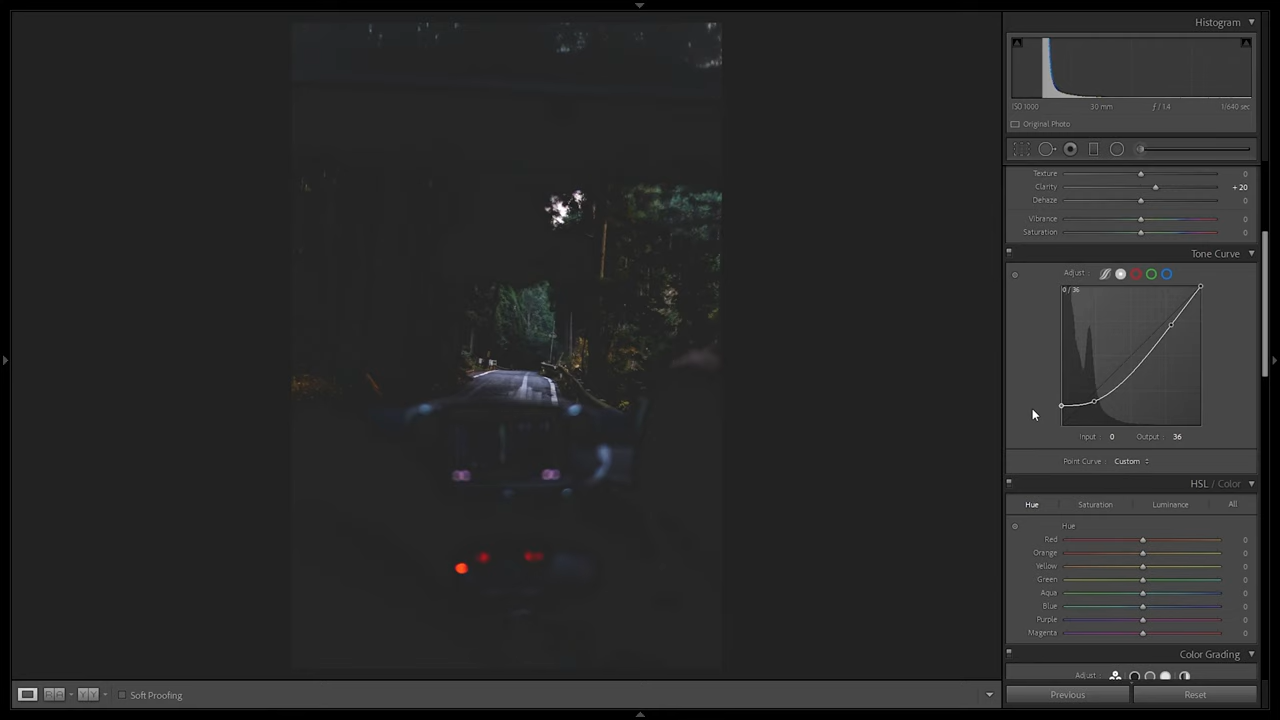 Histogram
ISO 1000 30 mm ƒ / 1.4 1/640 sec
Original Photo
Texture 0
Clarity + 20
Dehaze 0
Vibrance 0
Saturation 0
Tone Curve
Adjust :
0 / 36
Input : 0 Output : 36
Point Curve : Custom
HSL / Color
Hue Saturation Luminance All
Hue
Red 0
Orange 0
Yellow 0
Green 0
Aqua 0
Blue 0
Purple 0
Magenta 0
Color Grading
Adjust :
Soft Proofing Previous Reset